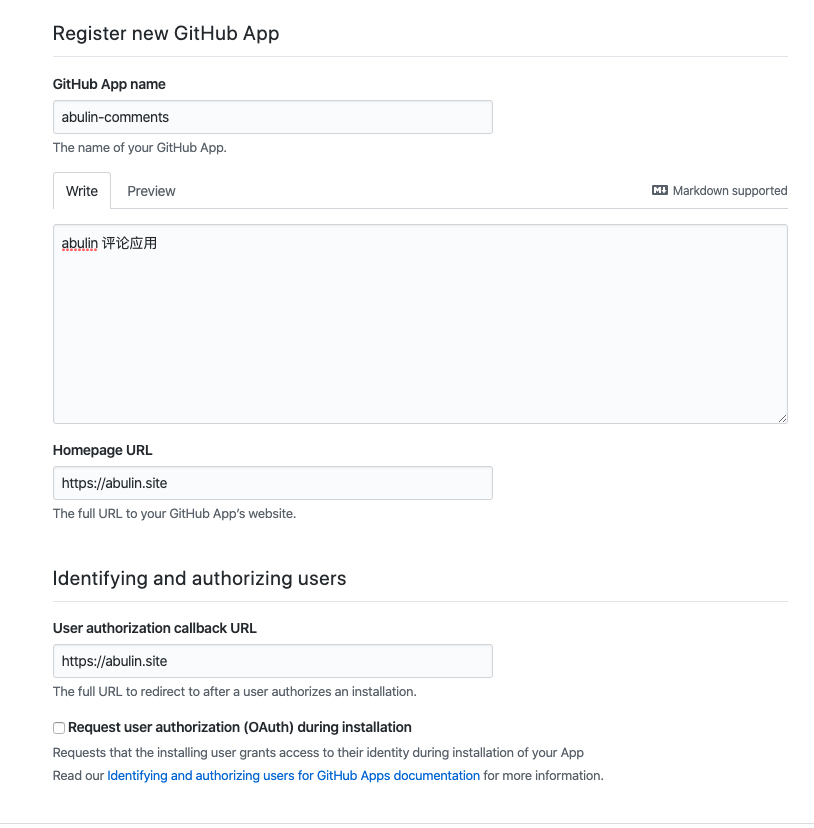 Register new GitHub App
GitHub App name
abulin-comments
The name of your GitHub App.
Write Preview Markdown supported
abulin 评论应用
Homepage URL
https://abulin.site
The full URL to your GitHub App's website.
Identifying and authorizing users
User authorization callback URL
https://abulin.site
The full URL to redirect to after a user authorizes an installation.
Request user authorization (OAuth) during installation
Requests that the installing user grants access to their identity during installation of your App
Read our Identifying and authorizing users for GitHub Apps documentation for more information.